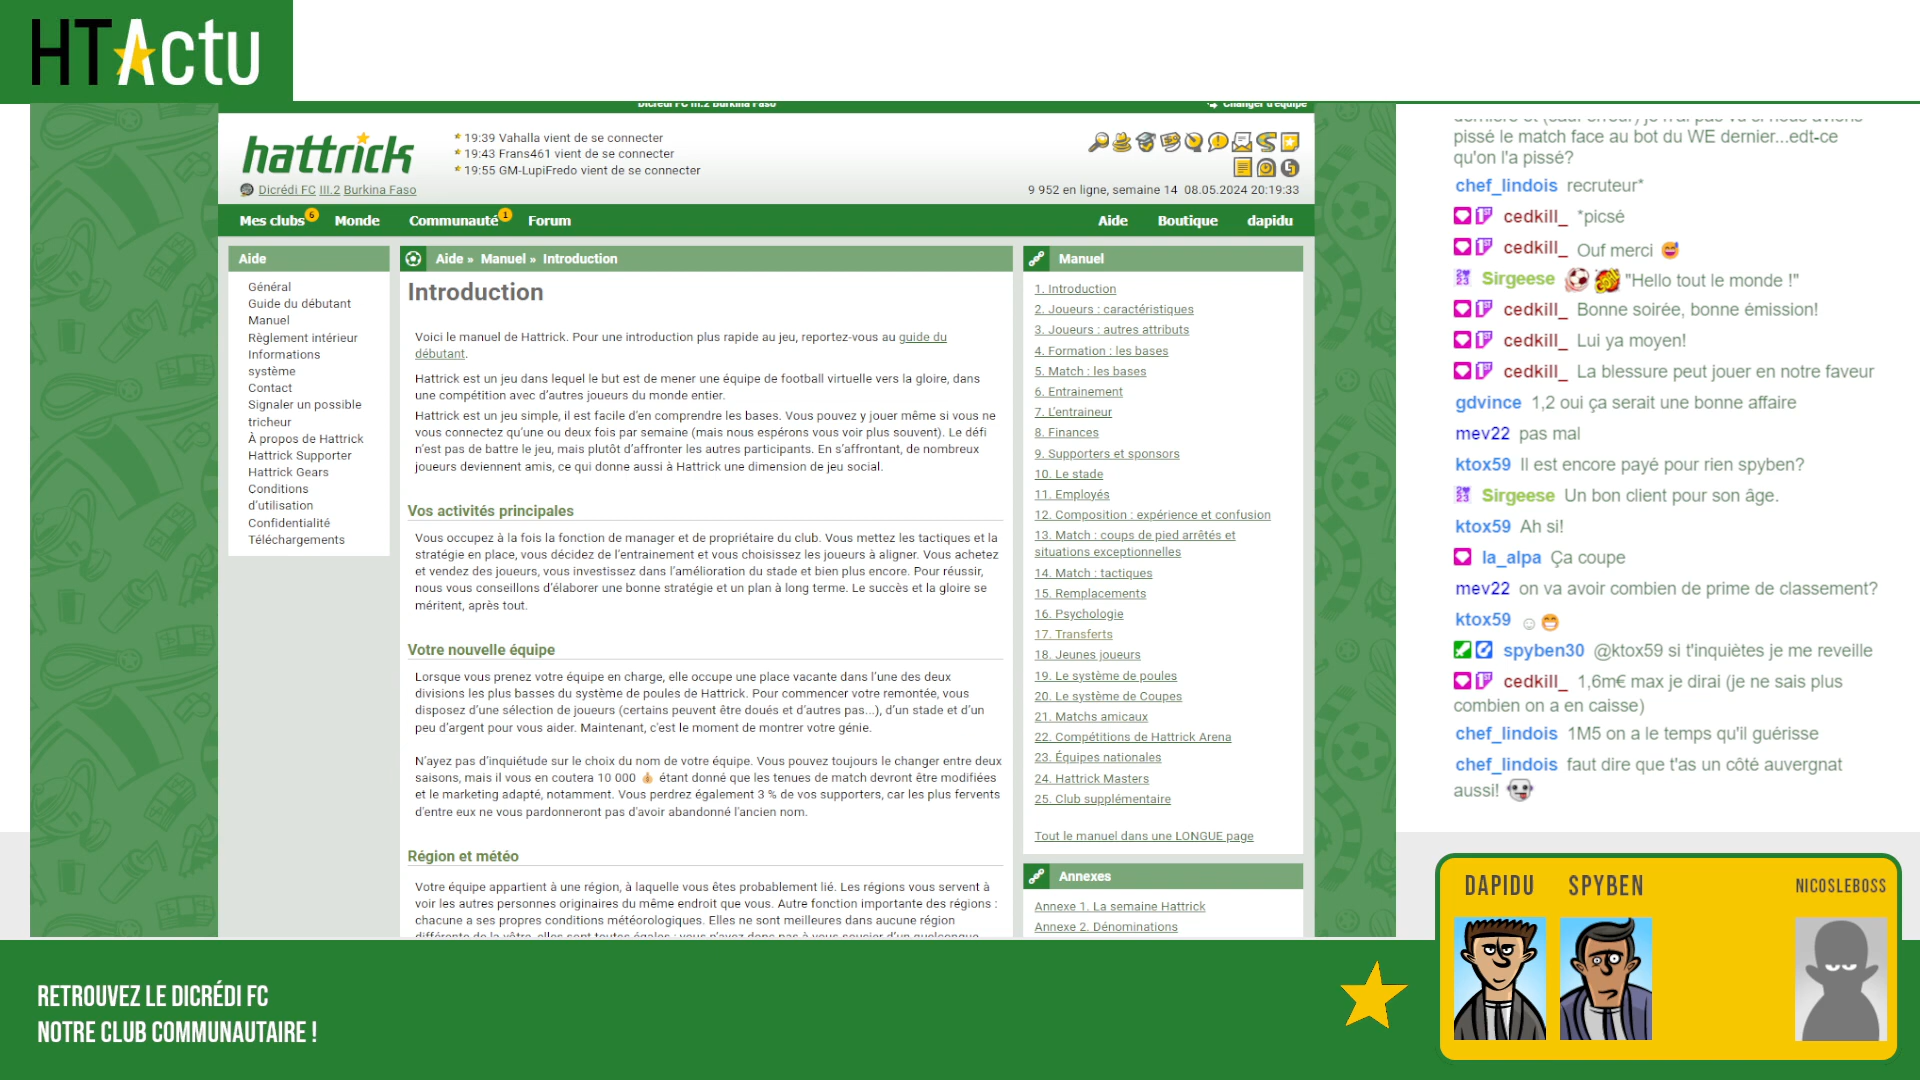 HTActu
Dicrédi FC III.2 Burkina Faso
Changer d'équipe
hattrick
19:39 Vahalla vient de se connecter
19:43 Frans461 vient de se connecter
19:55 GM-LupiFredo vient de se connecter
Dicrédi FC III.2 Burkina Faso
9 952 en ligne, semaine 14 08.05.2024 20:19:33
Mes clubs 6 Monde Communauté 1 Forum
Aide Boutique dapidu
Aide
Général
Guide du débutant
Manuel
Règlement intérieur
Informations
système
Contact
Signaler un possible
tricheur
À propos de Hattrick
Hattrick Supporter
Hattrick Gears
Conditions
d'utilisation
Confidentialité
Téléchargements
Aide » Manuel » Introduction
Introduction
Voici le manuel de Hattrick. Pour une introduction plus rapide au jeu, reportez-vous au guide du
débutant.
Hattrick est un jeu dans lequel le but est de mener une équipe de football virtuelle vers la gloire, dans
une compétition avec d'autres joueurs du monde entier.
Hattrick est un jeu simple, il est facile d'en comprendre les bases. Vous pouvez y jouer même si vous ne
vous connectez qu'une ou deux fois par semaine (mais nous espérons vous voir plus souvent). Le défi
n'est pas de battre le jeu, mais plutôt d'affronter les autres participants. En s'affrontant, de nombreux
joueurs deviennent amis, ce qui donne aussi à Hattrick une dimension de jeu social.
Vos activités principales
Vous occupez à la fois la fonction de manager et de propriétaire du club. Vous mettez les tactiques et la
stratégie en place, vous décidez de l'entrainement et vous choisissez les joueurs à aligner. Vous achetez
et vendez des joueurs, vous investissez dans l'amélioration du stade et bien plus encore. Pour réussir,
nous vous conseillons d'élaborer une bonne stratégie et un plan à long terme. Le succès et la gloire se
méritent, après tout.
Votre nouvelle équipe
Lorsque vous prenez votre équipe en charge, elle occupe une place vacante dans l'une des deux
divisions les plus basses du système de poules de Hattrick. Pour commencer votre remontée, vous
disposez d'une sélection de joueurs (certains peuvent être doués et d'autres pas...), d'un stade et d'un
peu d'argent pour vous aider. Maintenant, c'est le moment de montrer votre génie.
N'ayez pas d'inquiétude sur le choix du nom de votre équipe. Vous pouvez toujours le changer entre deux
saisons, mais il vous en coutera 10 000 étant donné que les tenues de match devront être modifiées
et le marketing adapté, notamment. Vous perdrez également 3 % de vos supporters, car les plus fervents
d'entre eux ne vous pardonneront pas d'avoir abandonné l'ancien nom.
Région et météo
Votre équipe appartient à une région, à laquelle vous êtes probablement lié. Les régions vous servent à
voir les autres personnes originaires du même endroit que vous. Autre fonction importante des régions :
chacune a ses propres conditions météorologiques. Elles ne sont meilleures dans aucune région
différente de la vôtre, elles sont toutes égales : vous n'avez donc pas à vous soucier d'un quelconque
Manuel
1. Introduction
2. Joueurs : caractéristiques
3. Joueurs : autres attributs
4. Formation : les bases
5. Match : les bases
6. Entrainement
7. L'entraineur
8. Finances
9. Supporters et sponsors
10. Le stade
11. Employés
12. Composition : expérience et confusion
13. Match : coups de pied arrêtés et
situations exceptionnelles
14. Match : tactiques
15. Remplacements
16. Psychologie
17. Transferts
18. Jeunes joueurs
19. Le système de poules
20. Le système de Coupes
21. Matchs amicaux
22. Compétitions de Hattrick Arena
23. Équipes nationales
24. Hattrick Masters
25. Club supplémentaire
Tout le manuel dans une LONGUE page
Annexes
Annexe 1. La semaine Hattrick
Annexe 2. Dénominations
dernière et (sauf erreur) je n'ai pas vu si nous avions
pissé le match face au bot du WE dernier...edt-ce
qu'on l'a pissé?
chef_lindois recruteur*
cedkill_ *picsé
cedkill_ Ouf merci
Sirgeese "Hello tout le monde !"
cedkill_ Bonne soirée, bonne émission!
cedkill_ Lui ya moyen!
cedkill_ La blessure peut jouer en notre faveur
gdvince 1,2 oui ça serait une bonne affaire
mev22 pas mal
ktox59 Il est encore payé pour rien spyben?
Sirgeese Un bon client pour son âge.
ktox59 Ah si!
la_alpa Ça coupe
mev22 on va avoir combien de prime de classement?
ktox59
spyben30 @ktox59 si t'inquiètes je me reveille
cedkill_ 1,6m€ max je dirai (je ne sais plus
combien on a en caisse)
chef_lindois 1M5 on a le temps qu'il guérisse
chef_lindois faut dire que t'as un côté auvergnat
aussi!
DAPIDU SPYBEN NICOSLEBOSS
RETROUVEZ LE DICRÉDI FC
NOTRE CLUB COMMUNAUTAIRE !